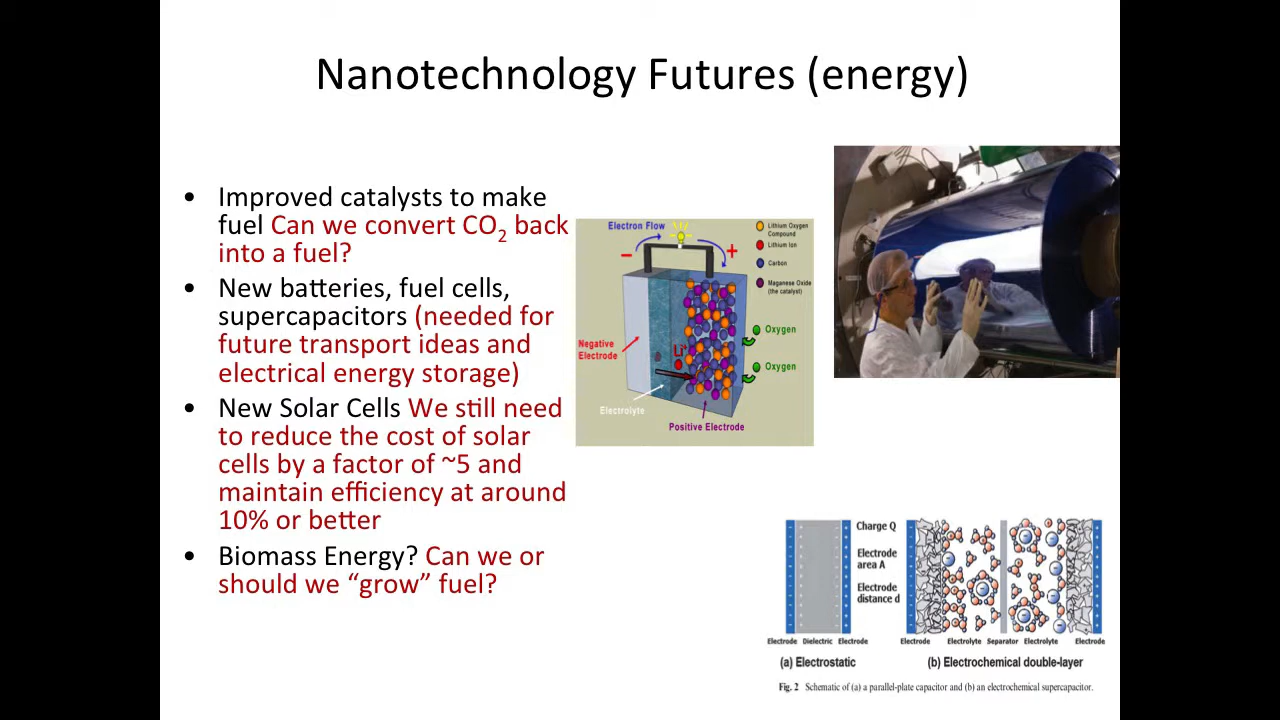 Nanotechnology Futures (energy)
• Improved catalysts to make
fuel Can we convert CO₂ back
into a fuel?
• New batteries, fuel cells,
supercapacitors (needed for
future transport ideas and
electrical energy storage)
• New Solar Cells We still need
to reduce the cost of solar
cells by a factor of ~5 and
maintain efficiency at around
10% or better
• Biomass Energy? Can we or
should we “grow” fuel?
Electron Flow
−
+
Lithium Oxygen
Compound
Lithium Ion
Carbon
Maganese Oxide
(the catalyst)
Oxygen
Oxygen
Negative
Electrode
Li⁺
Electrolyte
Positive Electrode
Charge Q
Electrode
area A
Electrode
distance d
Electrode Dielectric Electrode
Electrode Electrolyte Separator Electrolyte Electrode
(a) Electrostatic
(b) Electrochemical double-layer
Fig. 2 Schematic of (a) a parallel-plate capacitor and (b) an electrochemical supercapacitor.